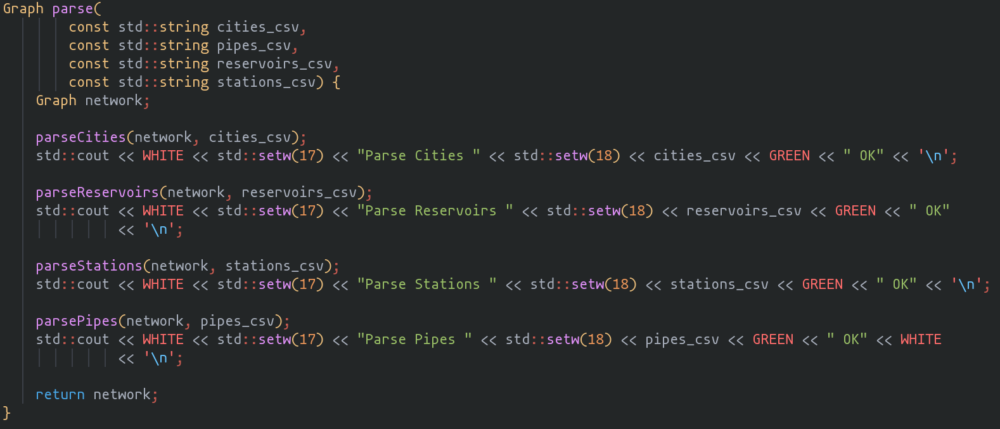 Graph parse(
        const std::string cities_csv,
        const std::string pipes_csv,
        const std::string reservoirs_csv,
        const std::string stations_csv) {
    Graph network;

    parseCities(network, cities_csv);
    std::cout << WHITE << std::setw(17) << "Parse Cities " << std::setw(18) << cities_csv << GREEN << " OK" << '\n';

    parseReservoirs(network, reservoirs_csv);
    std::cout << WHITE << std::setw(17) << "Parse Reservoirs " << std::setw(18) << reservoirs_csv << GREEN << " OK"
              << '\n';

    parseStations(network, stations_csv);
    std::cout << WHITE << std::setw(17) << "Parse Stations " << std::setw(18) << stations_csv << GREEN << " OK" << '\n';

    parsePipes(network, pipes_csv);
    std::cout << WHITE << std::setw(17) << "Parse Pipes " << std::setw(18) << pipes_csv << GREEN << " OK" << WHITE
              << '\n';

    return network;
}